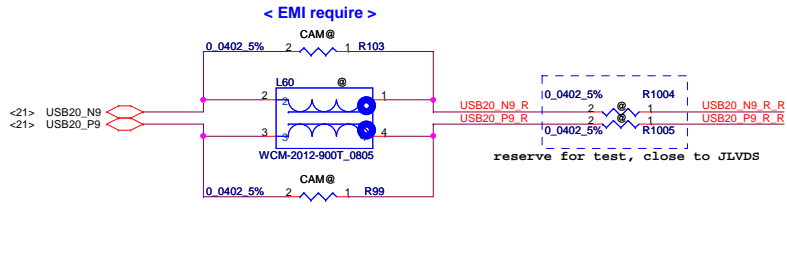 < EMI require >
CAM@
0_0402_5% 2 1 R103
L60 @
2 2 1
<21> USB20_N9
<21> USB20_P9
3 3 4
WCM-2012-900T_0805
CAM@
0_0402_5% 2 1 R99
0_0402_5% R1004
USB20_N9_R 2 @ 1 USB20_N9_R_R
USB20_P9_R 2 @ 1 USB20_P9_R_R
0_0402_5% R1005
reserve for test, close to JLVDS